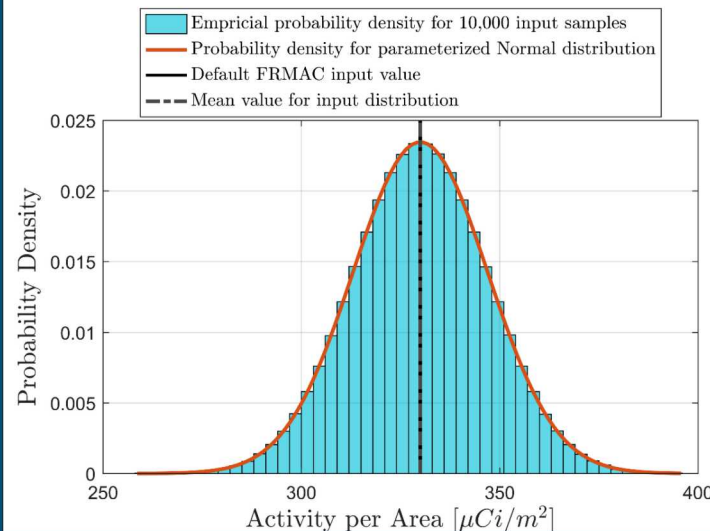 Empricial probability density for 10,000 input samples
Probability density for parameterized Normal distribution
Default FRMAC input value
Mean value for input distribution
0.025
0.02
0.015
0.01
0.005
0
Probability Density
250 300 350 400
Activity per Area [μCi/m²]